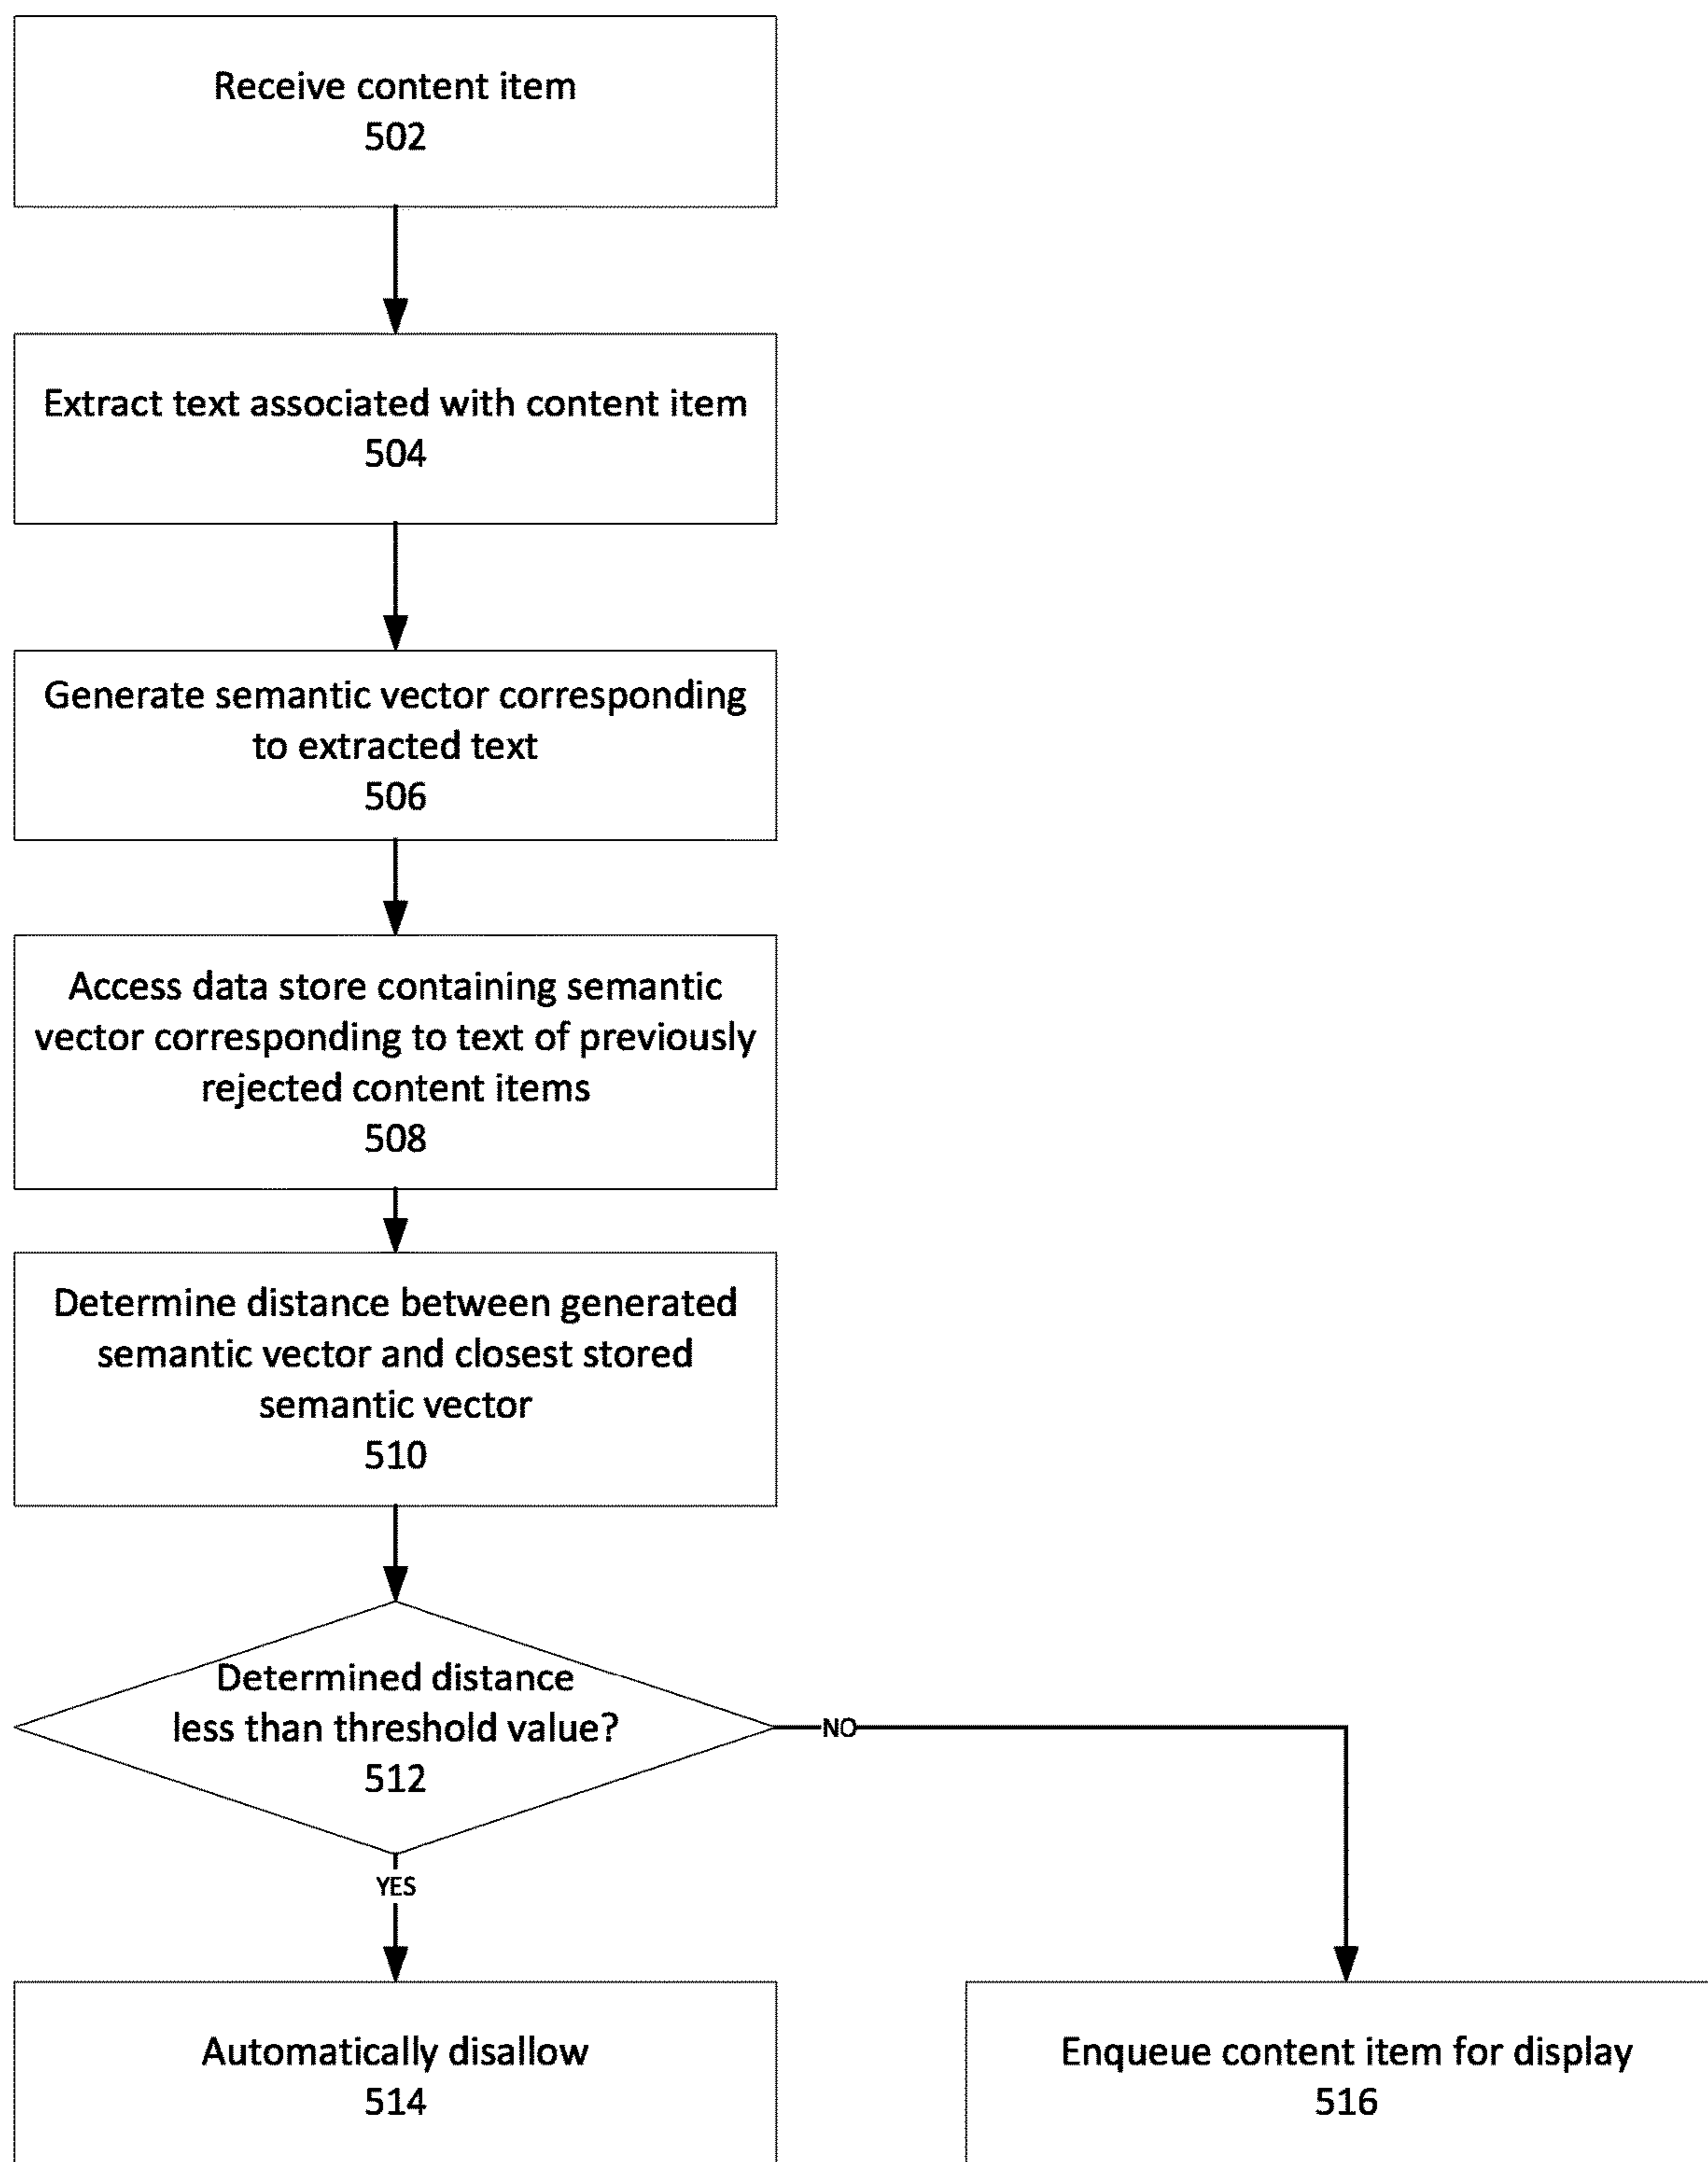 Receive content item
502
Extract text associated with content item
504
Generate semantic vector corresponding
to extracted text
506
Access data store containing semantic
vector corresponding to text of previously
rejected content items
508
Determine distance between generated
semantic vector and closest stored
semantic vector
510
Determined distance
less than threshold value?
512
NO
YES
Automatically disallow
514
Enqueue content item for display
516